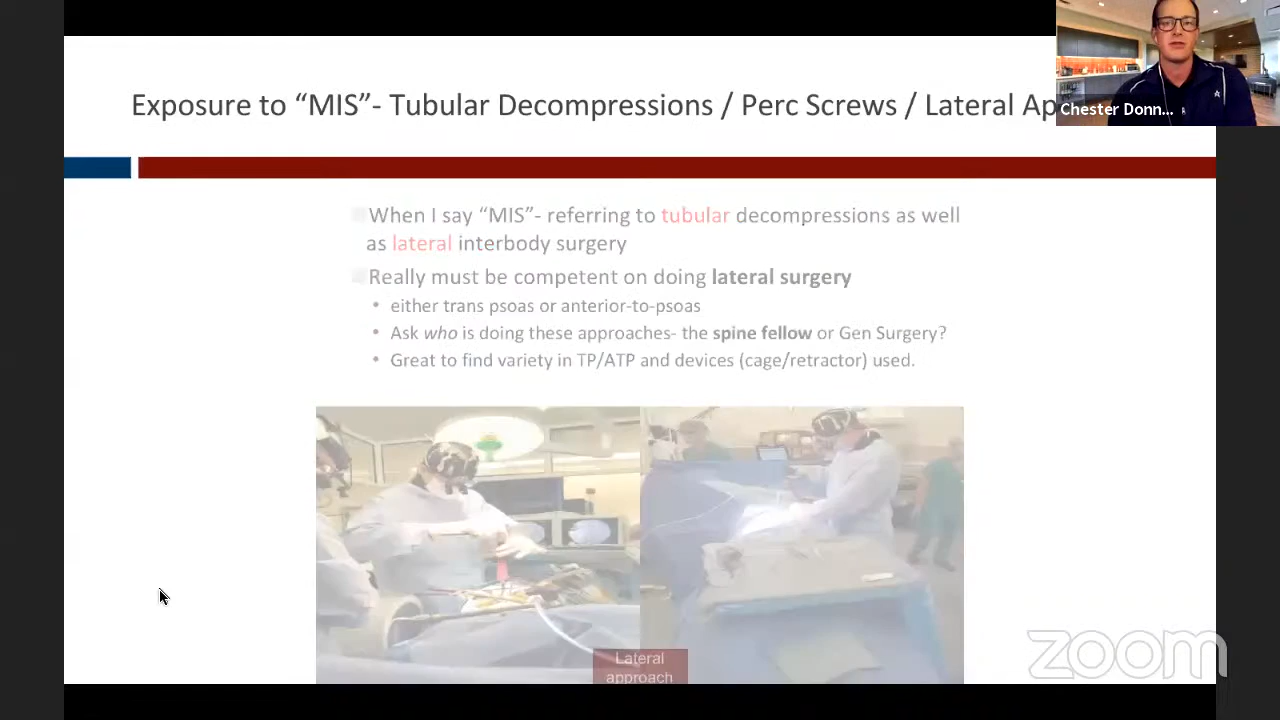 Exposure to “MIS”- Tubular Decompressions / Perc Screws / Lateral Ap
Chester Donn...
When I say “MIS”- referring to tubular decompressions as well
as lateral interbody surgery
Really must be competent on doing lateral surgery
• either trans psoas or anterior-to-psoas
• Ask who is doing these approaches- the spine fellow or Gen Surgery?
• Great to find variety in TP/ATP and devices (cage/retractor) used.
Lateral
approach
zoom